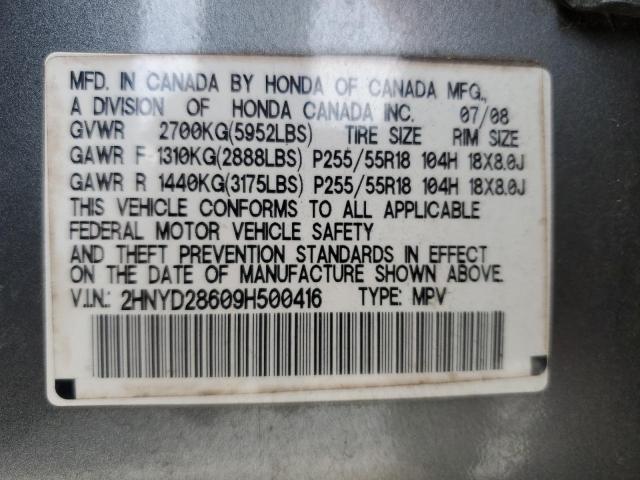 MFD. IN CANADA BY HONDA OF CANADA MFG.,
A DIVISION OF HONDA CANADA INC. 07/08
GVWR 2700KG(5952LBS) TIRE SIZE RIM SIZE
GAWR F 1310KG(2888LBS) P255/55R18 104H 18X8.0J
GAWR R 1440KG(3175LBS) P255/55R18 104H 18X8.0J
THIS VEHICLE CONFORMS TO ALL APPLICABLE
FEDERAL MOTOR VEHICLE SAFETY
AND THEFT PREVENTION STANDARDS IN EFFECT
ON THE DATE OF MANUFACTURE SHOWN ABOVE.
V.I.N.: 2HNYD28609H500416 TYPE: MPV